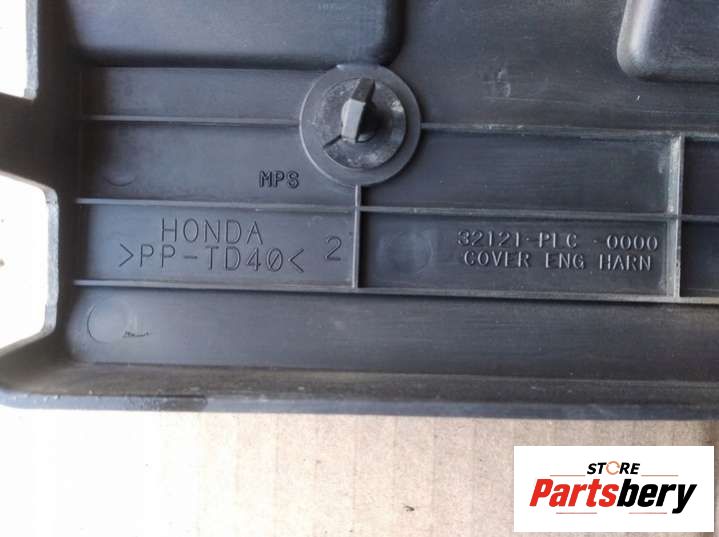 MPS
HONDA
>PP-TD40< 2
32121-PLC -0000
COVER ENG HARN
STORE
Partsbery